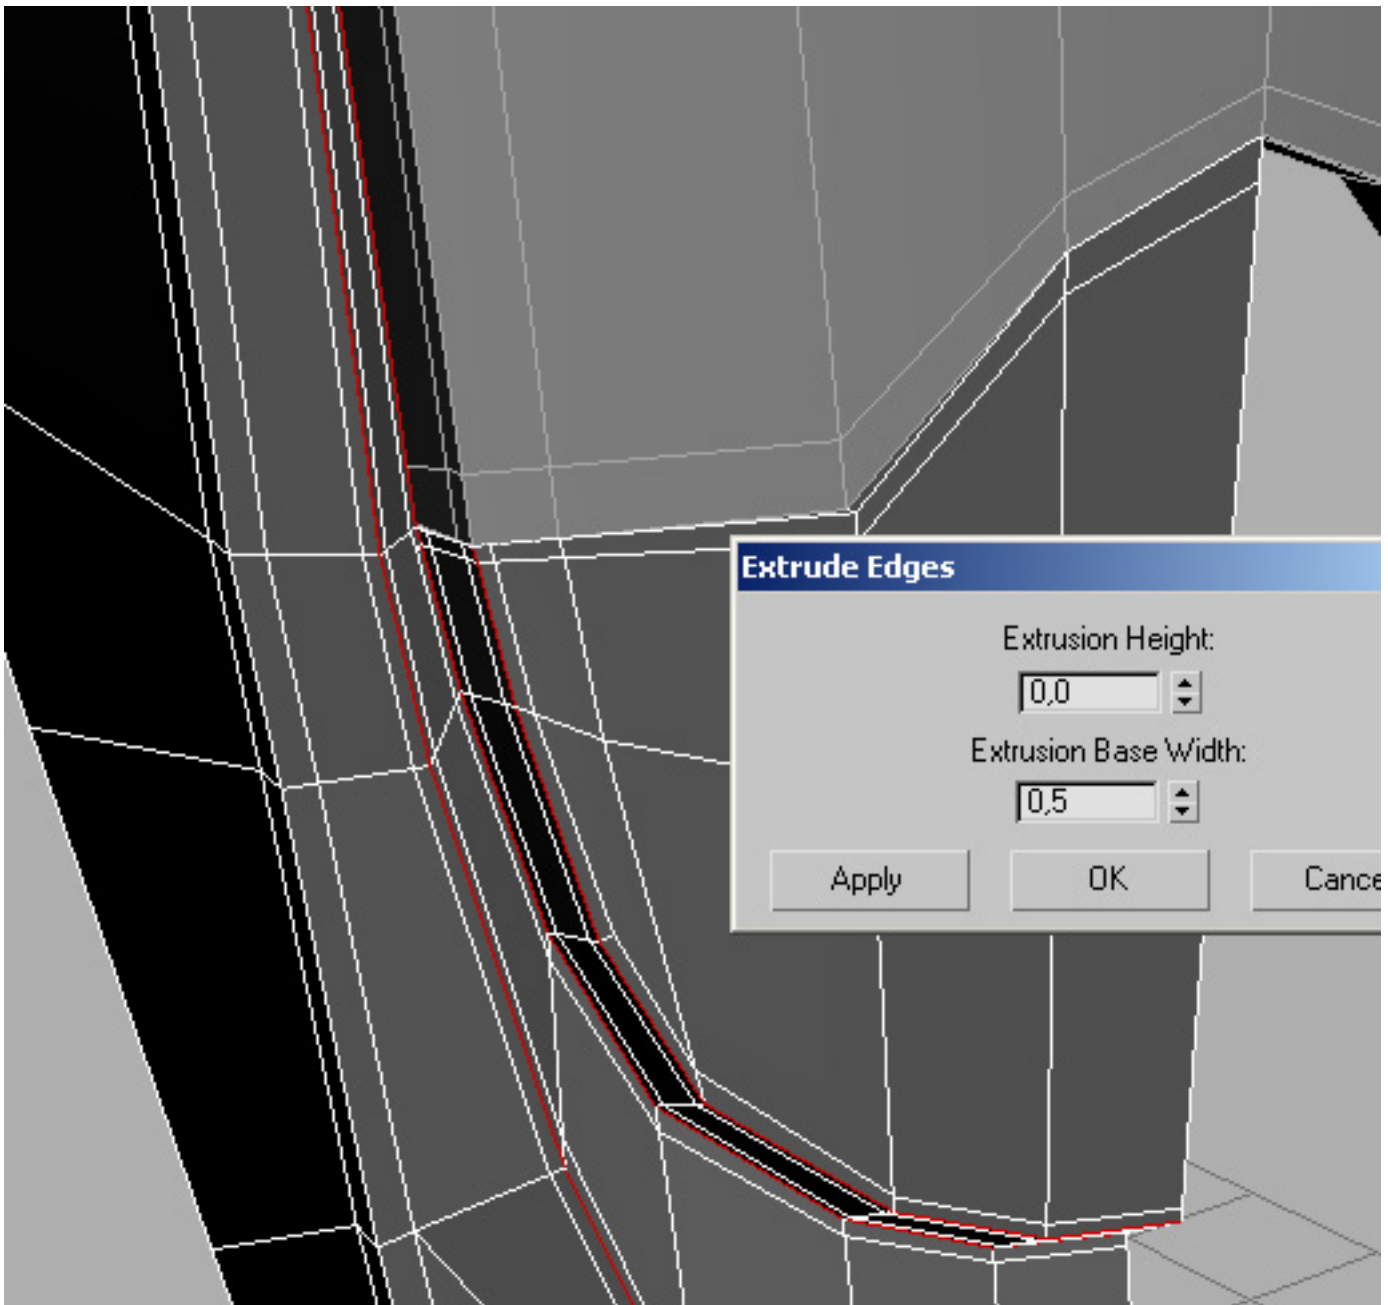 Extrude Edges
Extrusion Height:
0,0
Extrusion Base Width:
0,5
Apply OK Cance